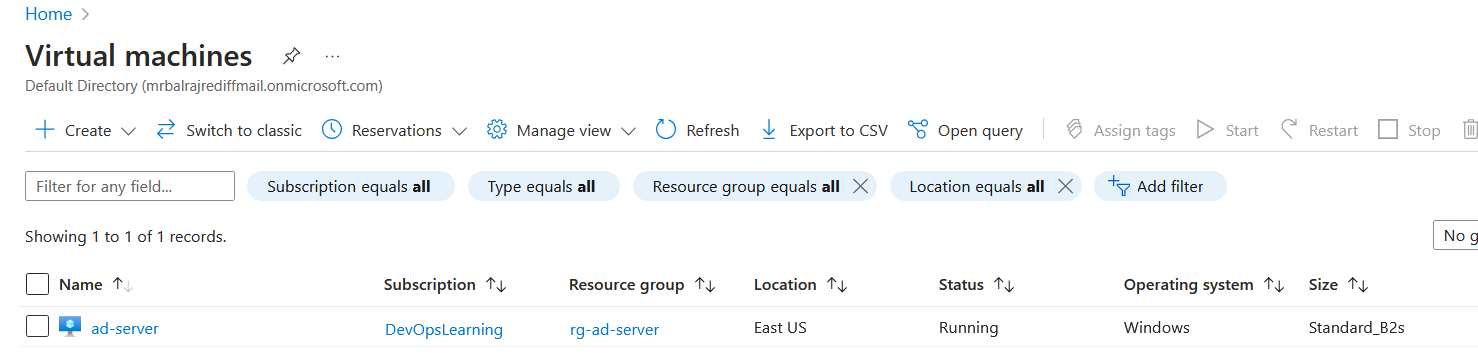 Home
Virtual machines
Default Directory (mrbalrajrediffmail.onmicrosoft.com)
Create Switch to classic Reservations Manage view Refresh Export to CSV Open query Assign tags Start Restart Stop
Filter for any field... Subscription equals all Type equals all Resource group equals all Location equals all Add filter
Showing 1 to 1 of 1 records.
No g
Name Subscription Resource group Location Status Operating system Size
ad-server DevOpsLearning rg-ad-server East US Running Windows Standard_B2s